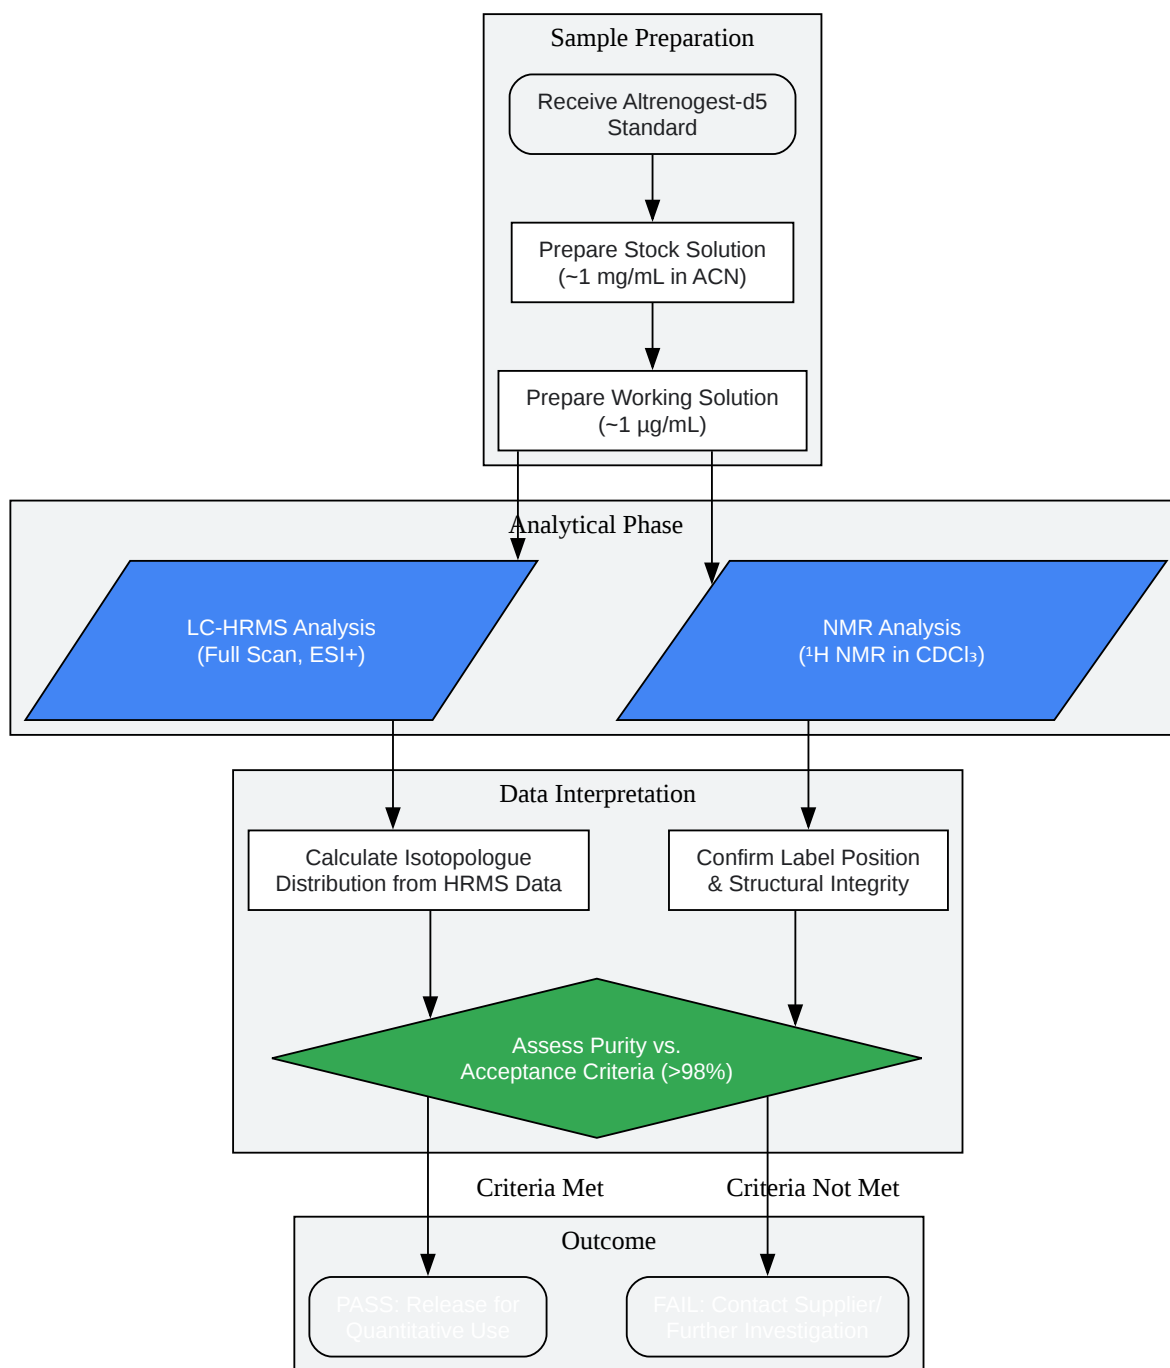 Sample Preparation
Receive Altrenogest-d5
Standard
Prepare Stock Solution
(~1 mg/mL in ACN)
Prepare Working Solution
(~1 µg/mL)
Analytical Phase
LC-HRMS Analysis
(Full Scan, ESI+)
NMR Analysis
(¹H NMR in CDCl₃)
Data Interpretation
Calculate Isotopologue
Distribution from HRMS Data
Confirm Label Position
& Structural Integrity
Assess Purity vs.
Acceptance Criteria (>98%)
Criteria Met
Criteria Not Met
Outcome
PASS: Release for
Quantitative Use
FAIL: Contact Supplier/
Further Investigation